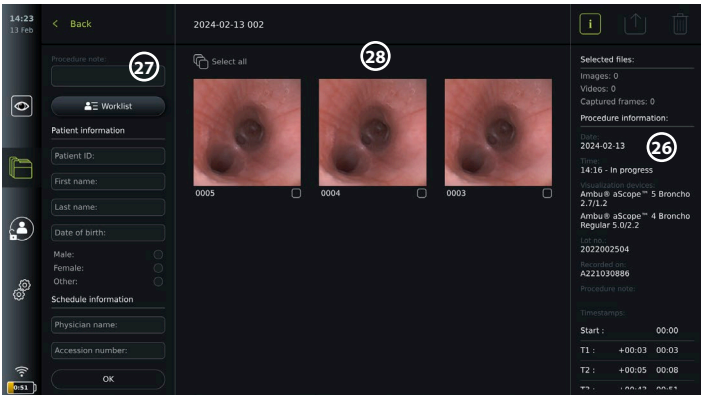 14:23
13 Feb
0:51
< Back
Procedure note:
27
Worklist
Patient information
Patient ID:
First name:
Last name:
Date of birth:
Male:
Female:
Other:
Schedule information
Physician name:
Accession number:
OK
2024-02-13 002
Select all
28
0005
0004
0003
i
Selected files:
Images: 0
Videos: 0
Captured frames: 0
Procedure information:
26
Date:
2024-02-13
Time:
14:16 - In progress
Visualization devices:
Ambu® aScope™ 5 Broncho
2.7/1.2
Ambu® aScope™ 4 Broncho
Regular 5.0/2.2
Lot no.:
2022002504
Recorded on:
A221030886
Procedure note:
Timestamps:
Start : 00:00
T1 : +00:03 00:03
T2 : +00:05 00:08
T3 : +00:43 00:51